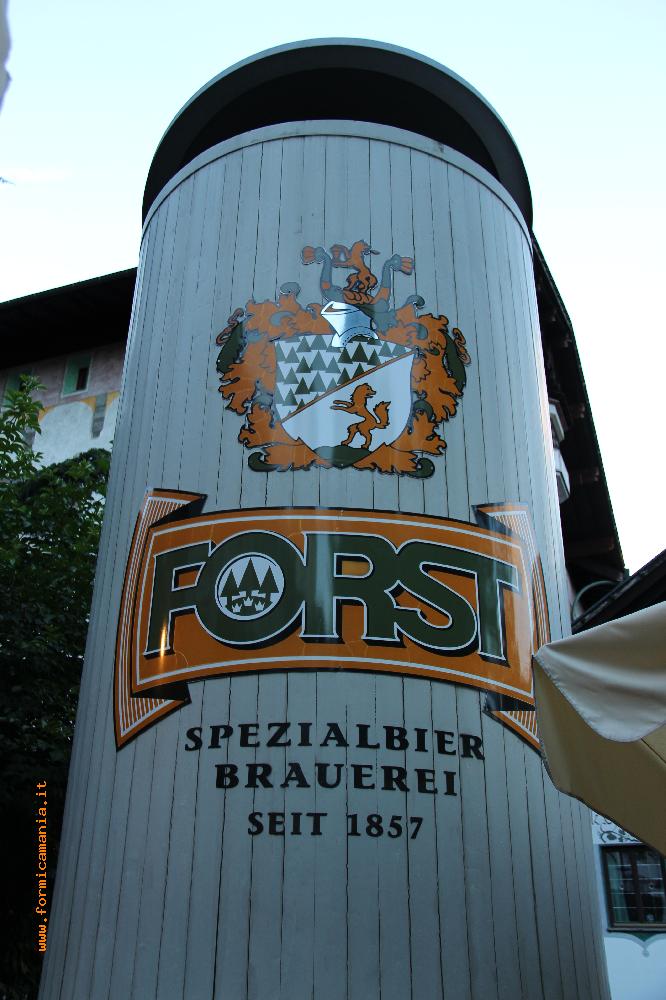 FORST
SPEZIALBIER
BRAUEREI
SEIT 1857
www.formicamania.it